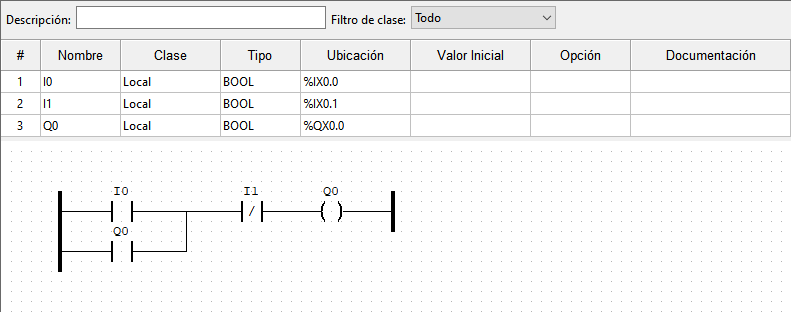 Descripción: Filtro de clase: Todo
# Nombre Clase Tipo Ubicación Valor Inicial Opción Documentación
1 I0 Local BOOL %IX0.0
2 I1 Local BOOL %IX0.1
3 Q0 Local BOOL %QX0.0
I0 I1 Q0
Q0